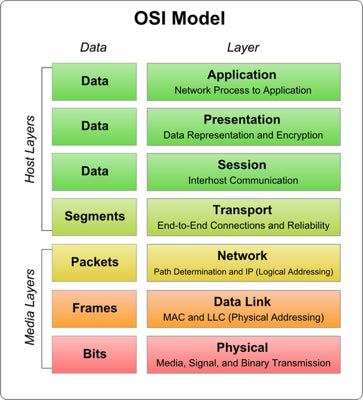 OSI Model
Data
Layer
Host Layers
Data
Application
Network Process to Application
Data
Presentation
Data Representation and Encryption
Data
Session
Interhost Communication
Segments
Transport
End-to-End Connections and Reliability
Media Layers
Packets
Network
Path Determination and IP (Logical Addressing)
Frames
Data Link
MAC and LLC (Physical Addressing)
Bits
Physical
Media, Signal, and Binary Transmission